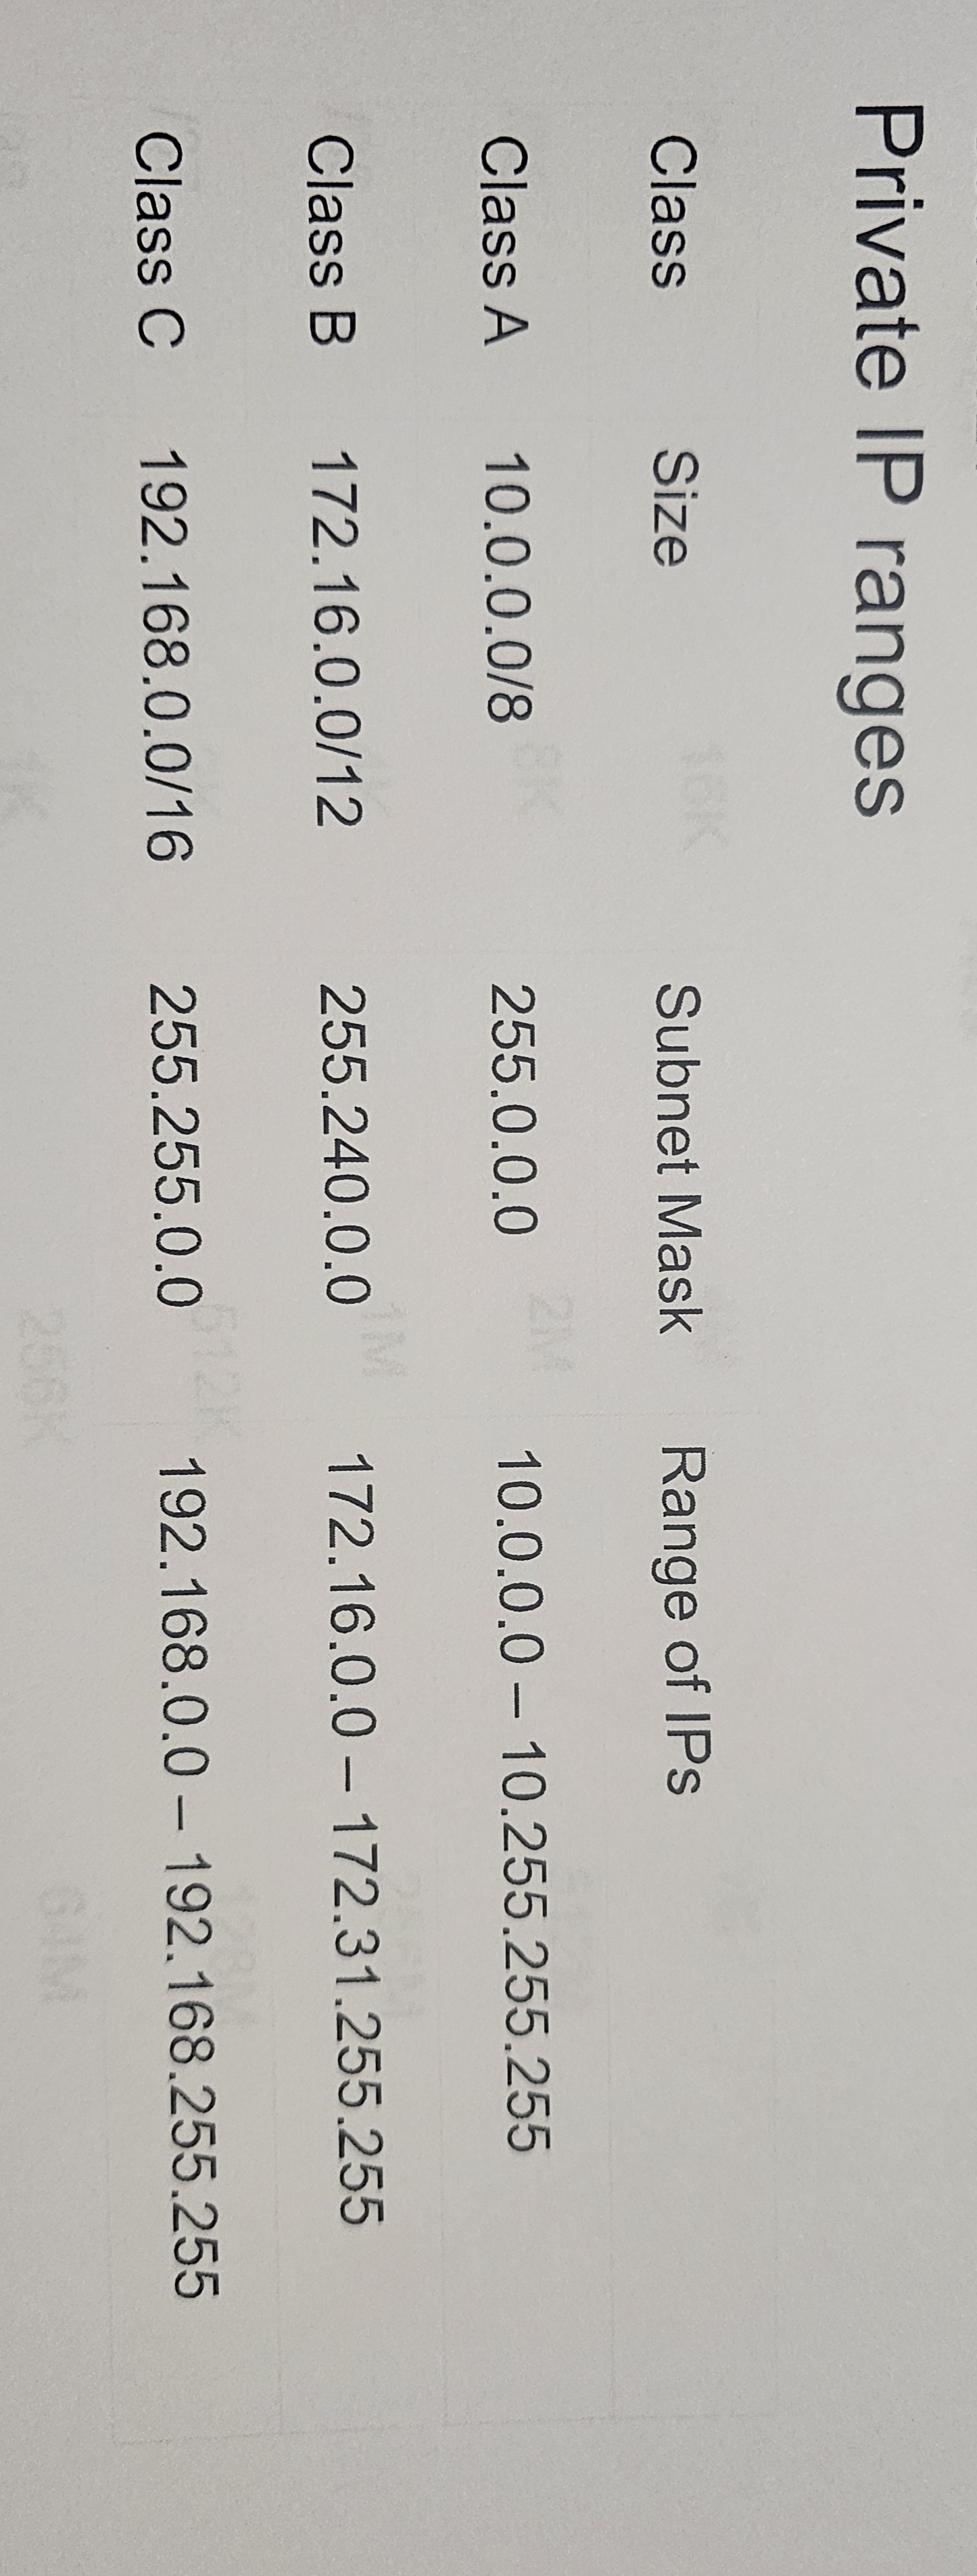 Private IP ranges
Class Size Subnet Mask Range of IPs
Class A 10.0.0.0/8 255.0.0.0 10.0.0.0 – 10.255.255.255
Class B 172.16.0.0/12 255.240.0.0 172.16.0.0 – 172.31.255.255
Class C 192.168.0.0/16 255.255.0.0 192.168.0.0 – 192.168.255.255